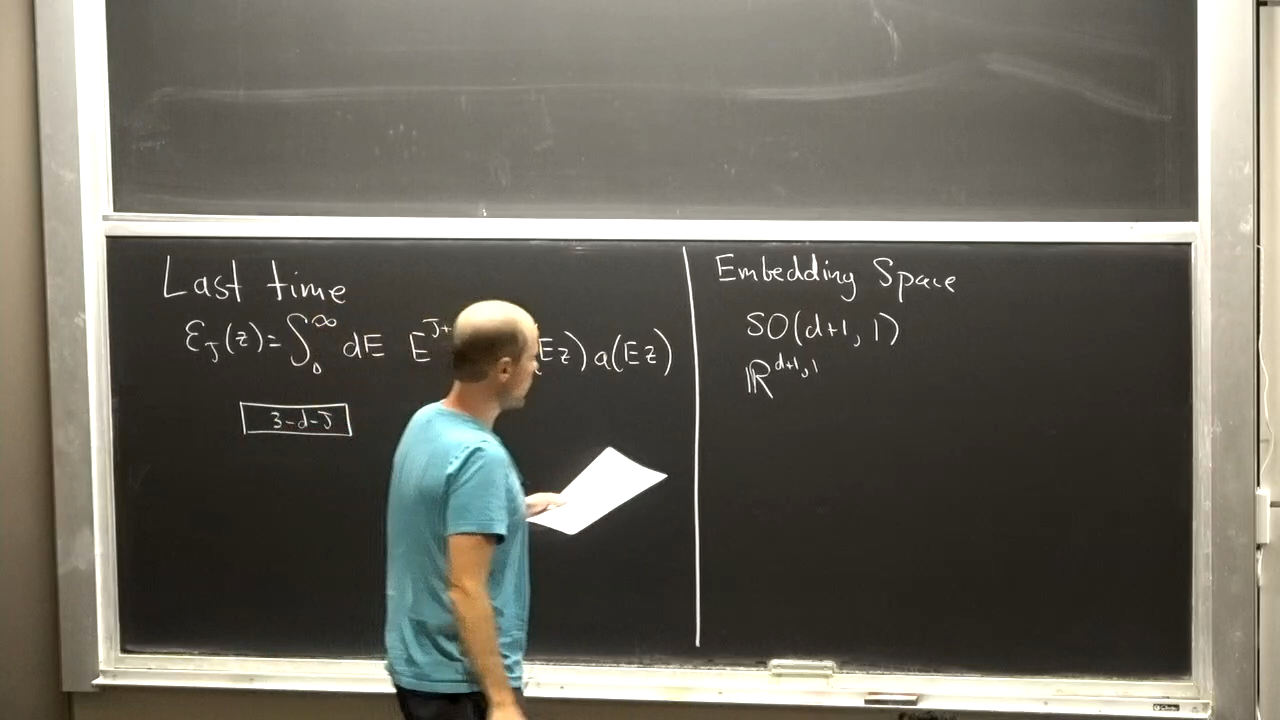 Last time
ℰ_J(z) = ∫_0^∞ dE E^{J+ Ez) a(Ez)
3-d-J
Embedding Space
SO(d+1, 1)
ℝ^{d+1,1}